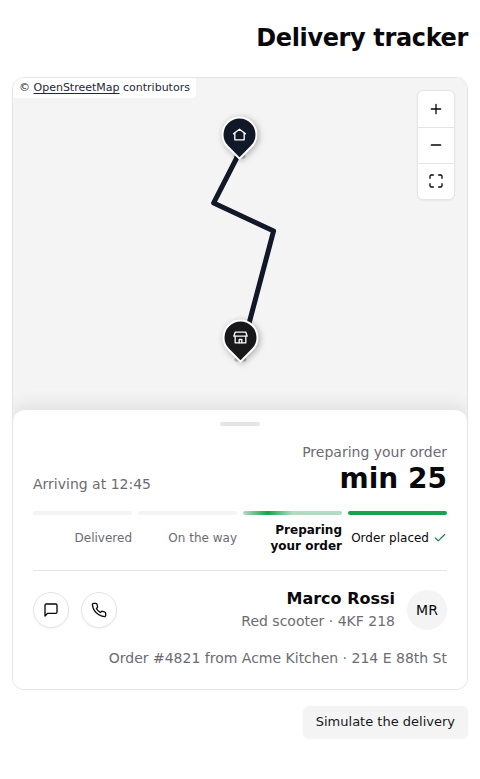 Delivery tracker
© OpenStreetMap contributors
Preparing your order
min 25
Arriving at 12:45
Order placed
Preparing
your order
On the way
Delivered
MR
Marco Rossi
Red scooter · 4KF 218
Order #4821 from Acme Kitchen · 214 E 88th St
Simulate the delivery